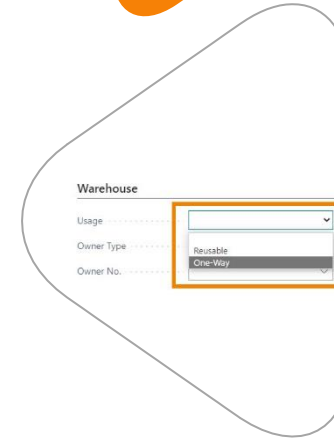 Warehouse
Usage
Owner Type
Reusable
One-Way
Owner No.